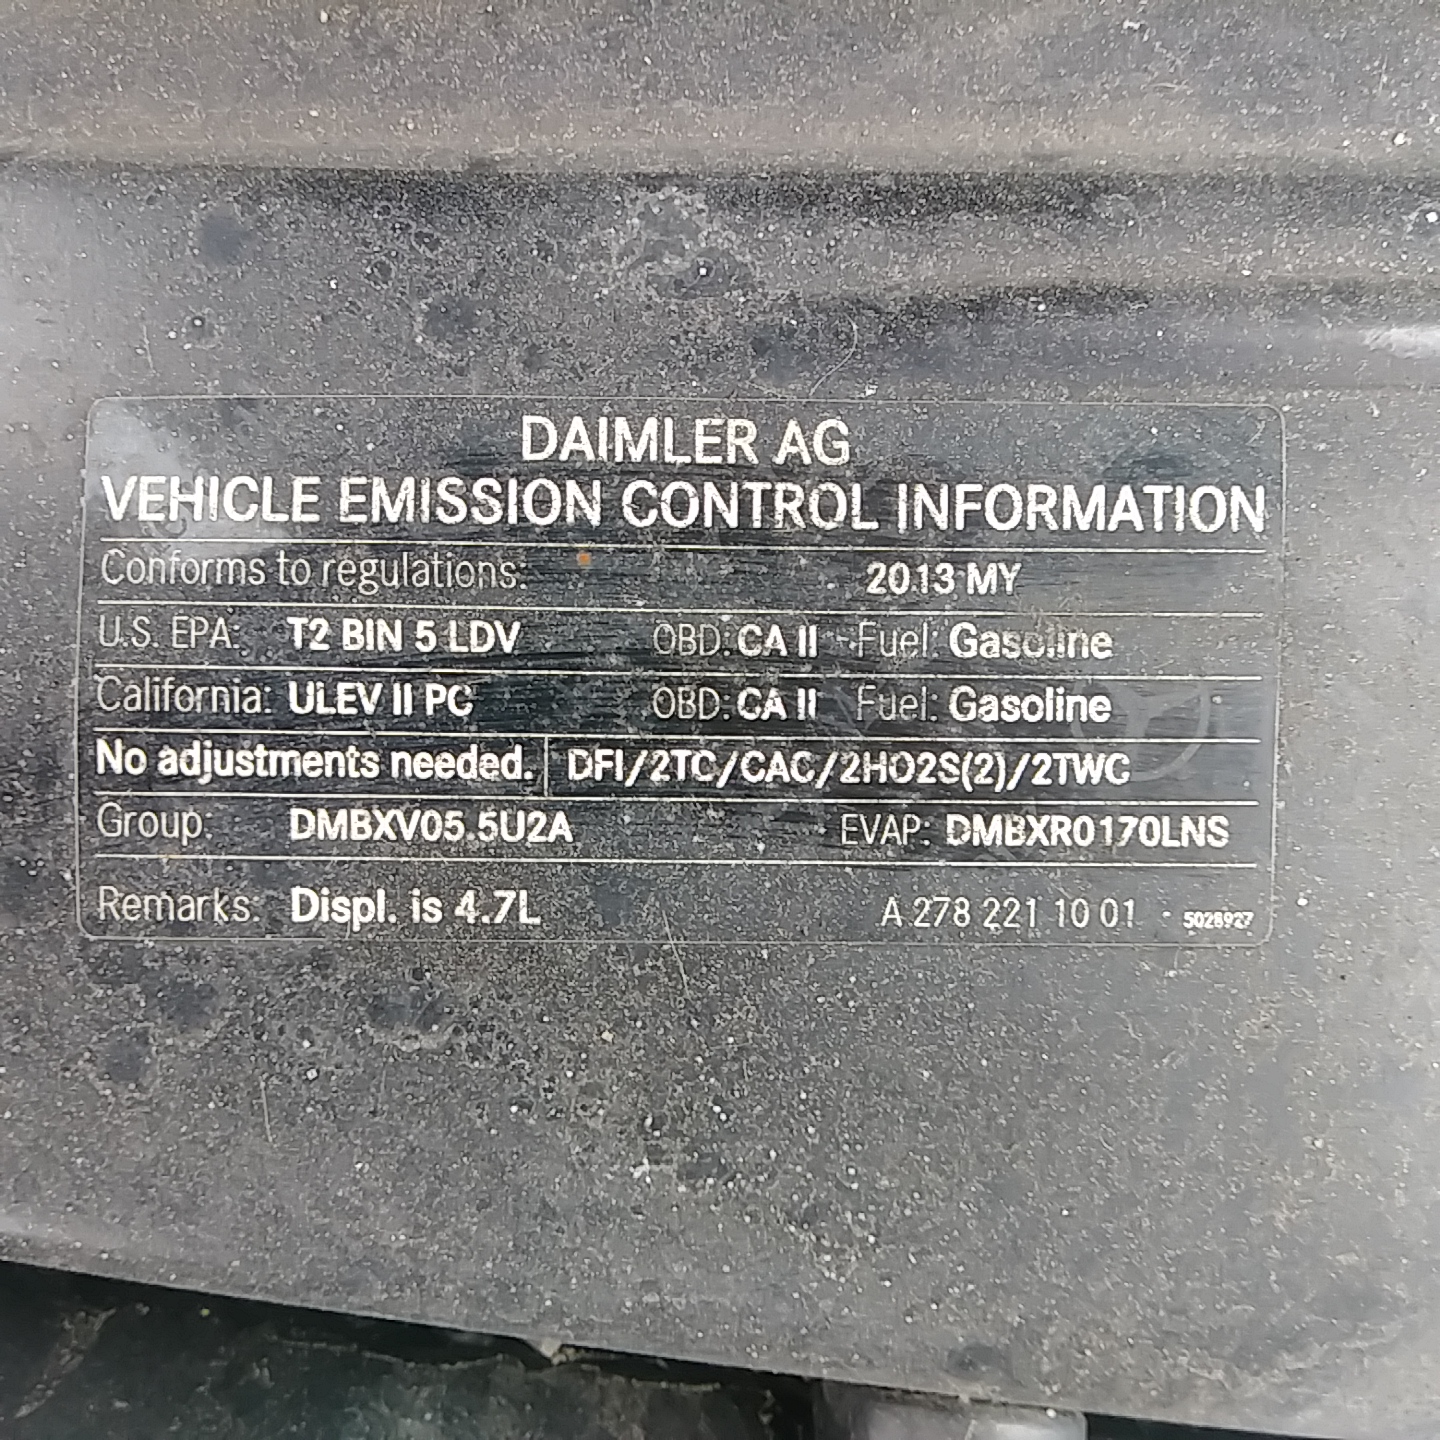 DAIMLER AG
VEHICLE EMISSION CONTROL INFORMATION
Conforms to regulations: 2013 MY
U.S. EPA: T2 BIN 5 LDV OBD: CA II Fuel: Gasoline
California: ULEV II PC OBD: CA II Fuel: Gasoline
No adjustments needed. DFI/2TC/CAC/2HO2S(2)/2TWC
Group: DMBXV05.5U2A EVAP: DMBXR0170LNS
Remarks: Displ. is 4.7L A 278 221 10 01 5028927